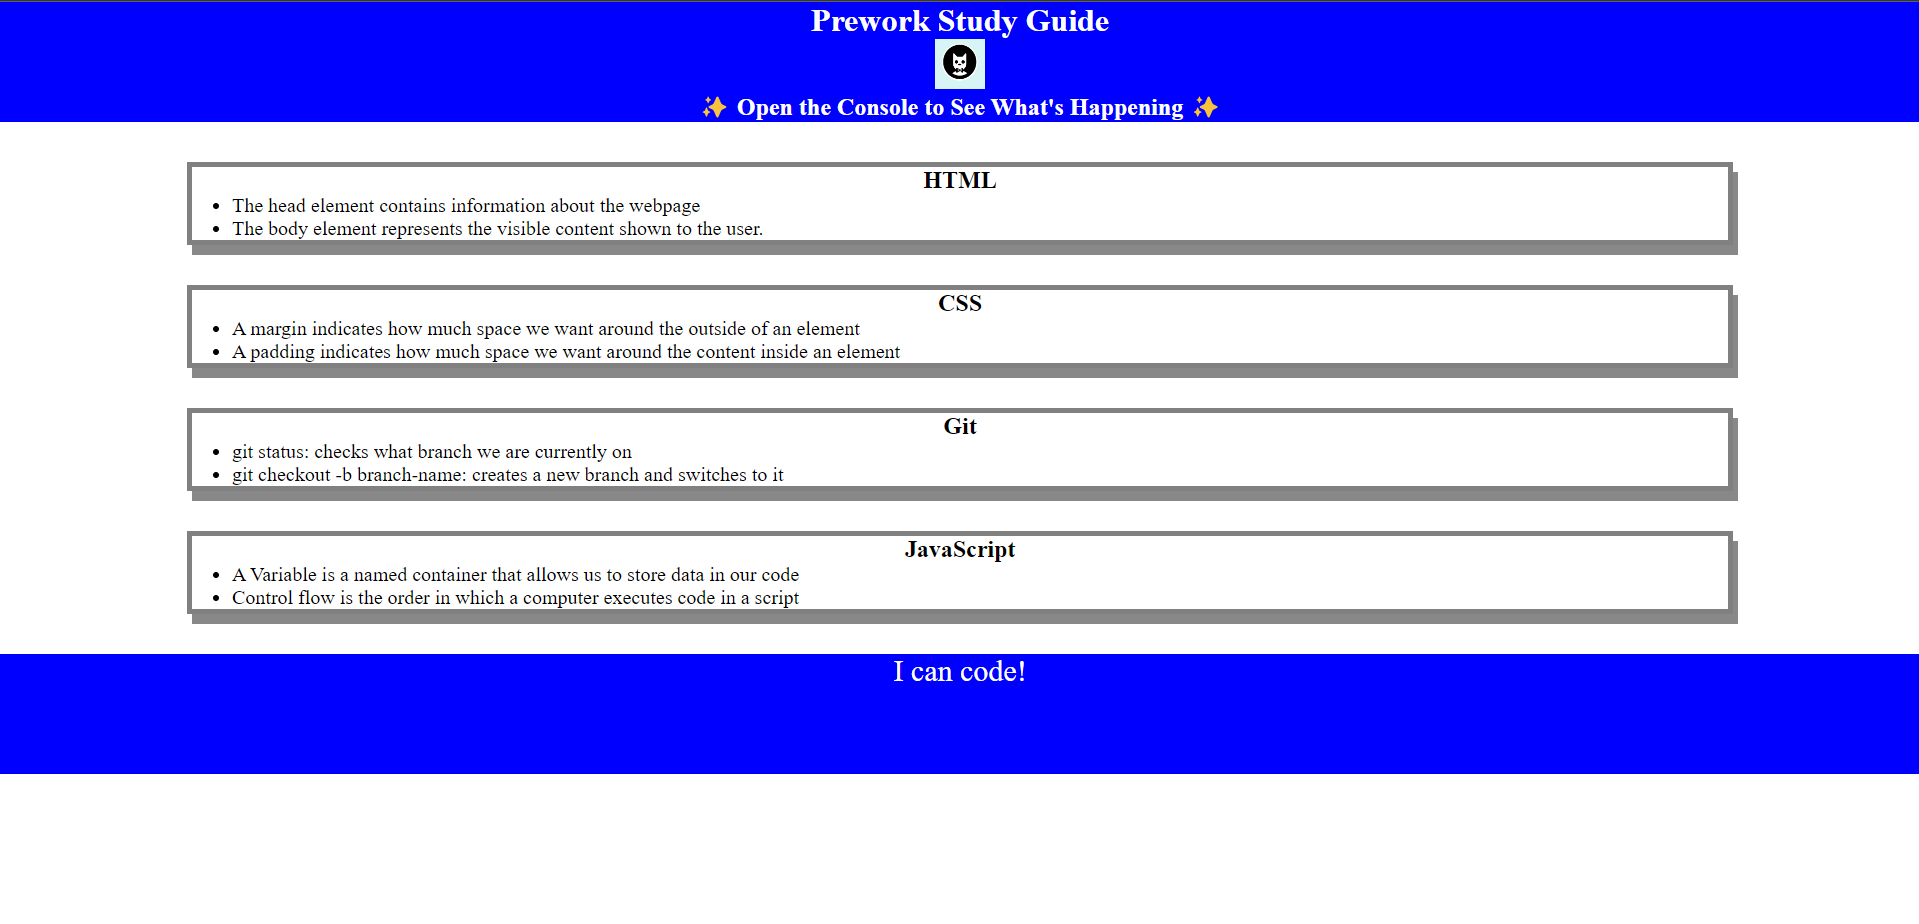 Prework Study Guide
✨ Open the Console to See What's Happening ✨
HTML
• The head element contains information about the webpage
• The body element represents the visible content shown to the user.
CSS
• A margin indicates how much space we want around the outside of an element
• A padding indicates how much space we want around the content inside an element
Git
• git status: checks what branch we are currently on
• git checkout -b branch-name: creates a new branch and switches to it
JavaScript
• A Variable is a named container that allows us to store data in our code
• Control flow is the order in which a computer executes code in a script
I can code!